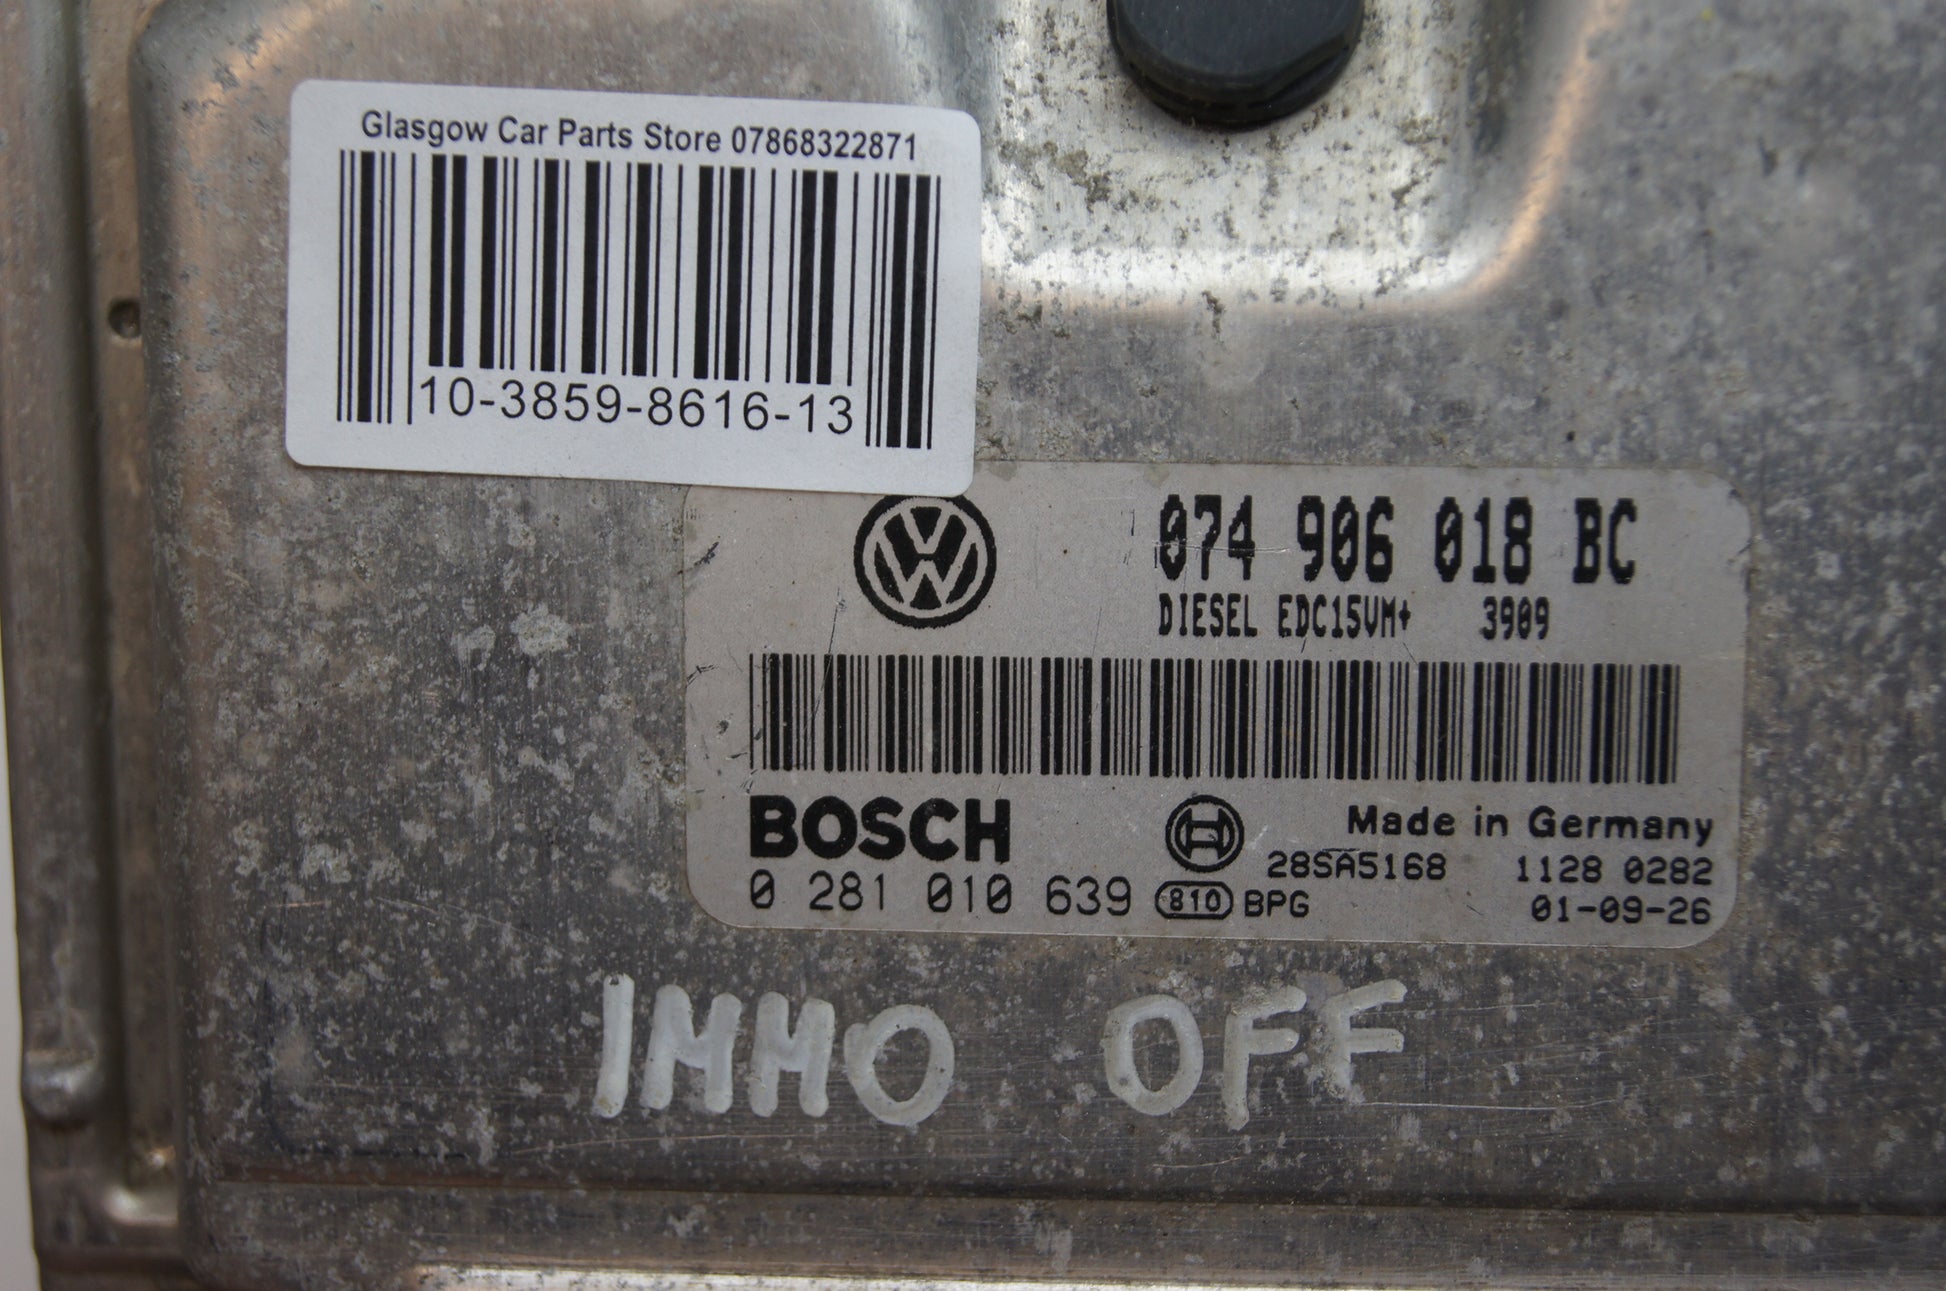 Glasgow Car Parts Store 07868322871
10-3859-8616-13
074 906 018 BC
DIESEL EDC15VM+ 3909
BOSCH
Made in Germany
28SA5168 1128 0282
0 281 010 639 810 BPG 01-09-26
IMMO OFF